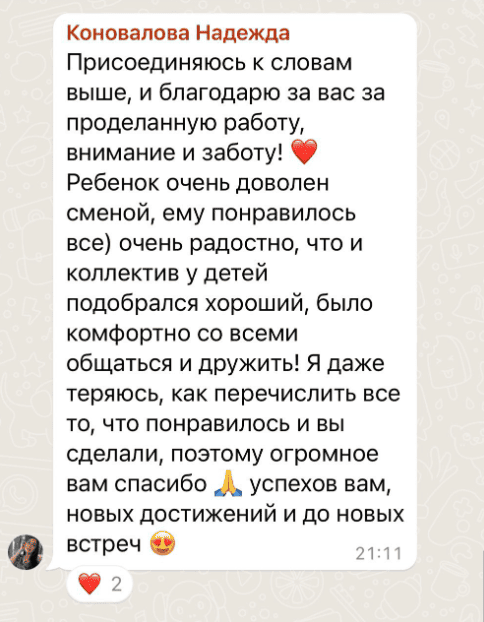 Коновалова Надежда
Присоединяюсь к словам
выше, и благодарю за вас за
проделанную работу,
внимание и заботу! ❤️
Ребенок очень доволен
сменой, ему понравилось
все) очень радостно, что и
коллектив у детей
подобрался хороший, было
комфортно со всеми
общаться и дружить! Я даже
теряюсь, как перечислить все
то, что понравилось и вы
сделали, поэтому огромное
вам спасибо 🙏 успехов вам,
новых достижений и до новых
встреч 😍
21:11
❤️ 2